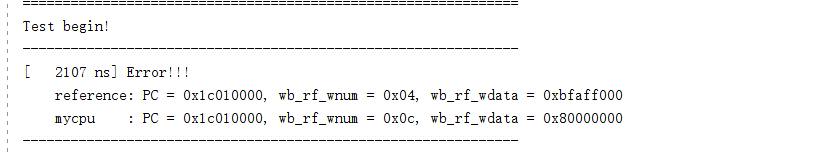 ==============================================================
Test begin!
--------------------------------------------------------------
[   2107 ns] Error!!!
    reference: PC = 0x1c010000, wb_rf_wnum = 0x04, wb_rf_wdata = 0xbfaff000
    mycpu    : PC = 0x1c010000, wb_rf_wnum = 0x0c, wb_rf_wdata = 0x80000000
--------------------------------------------------------------